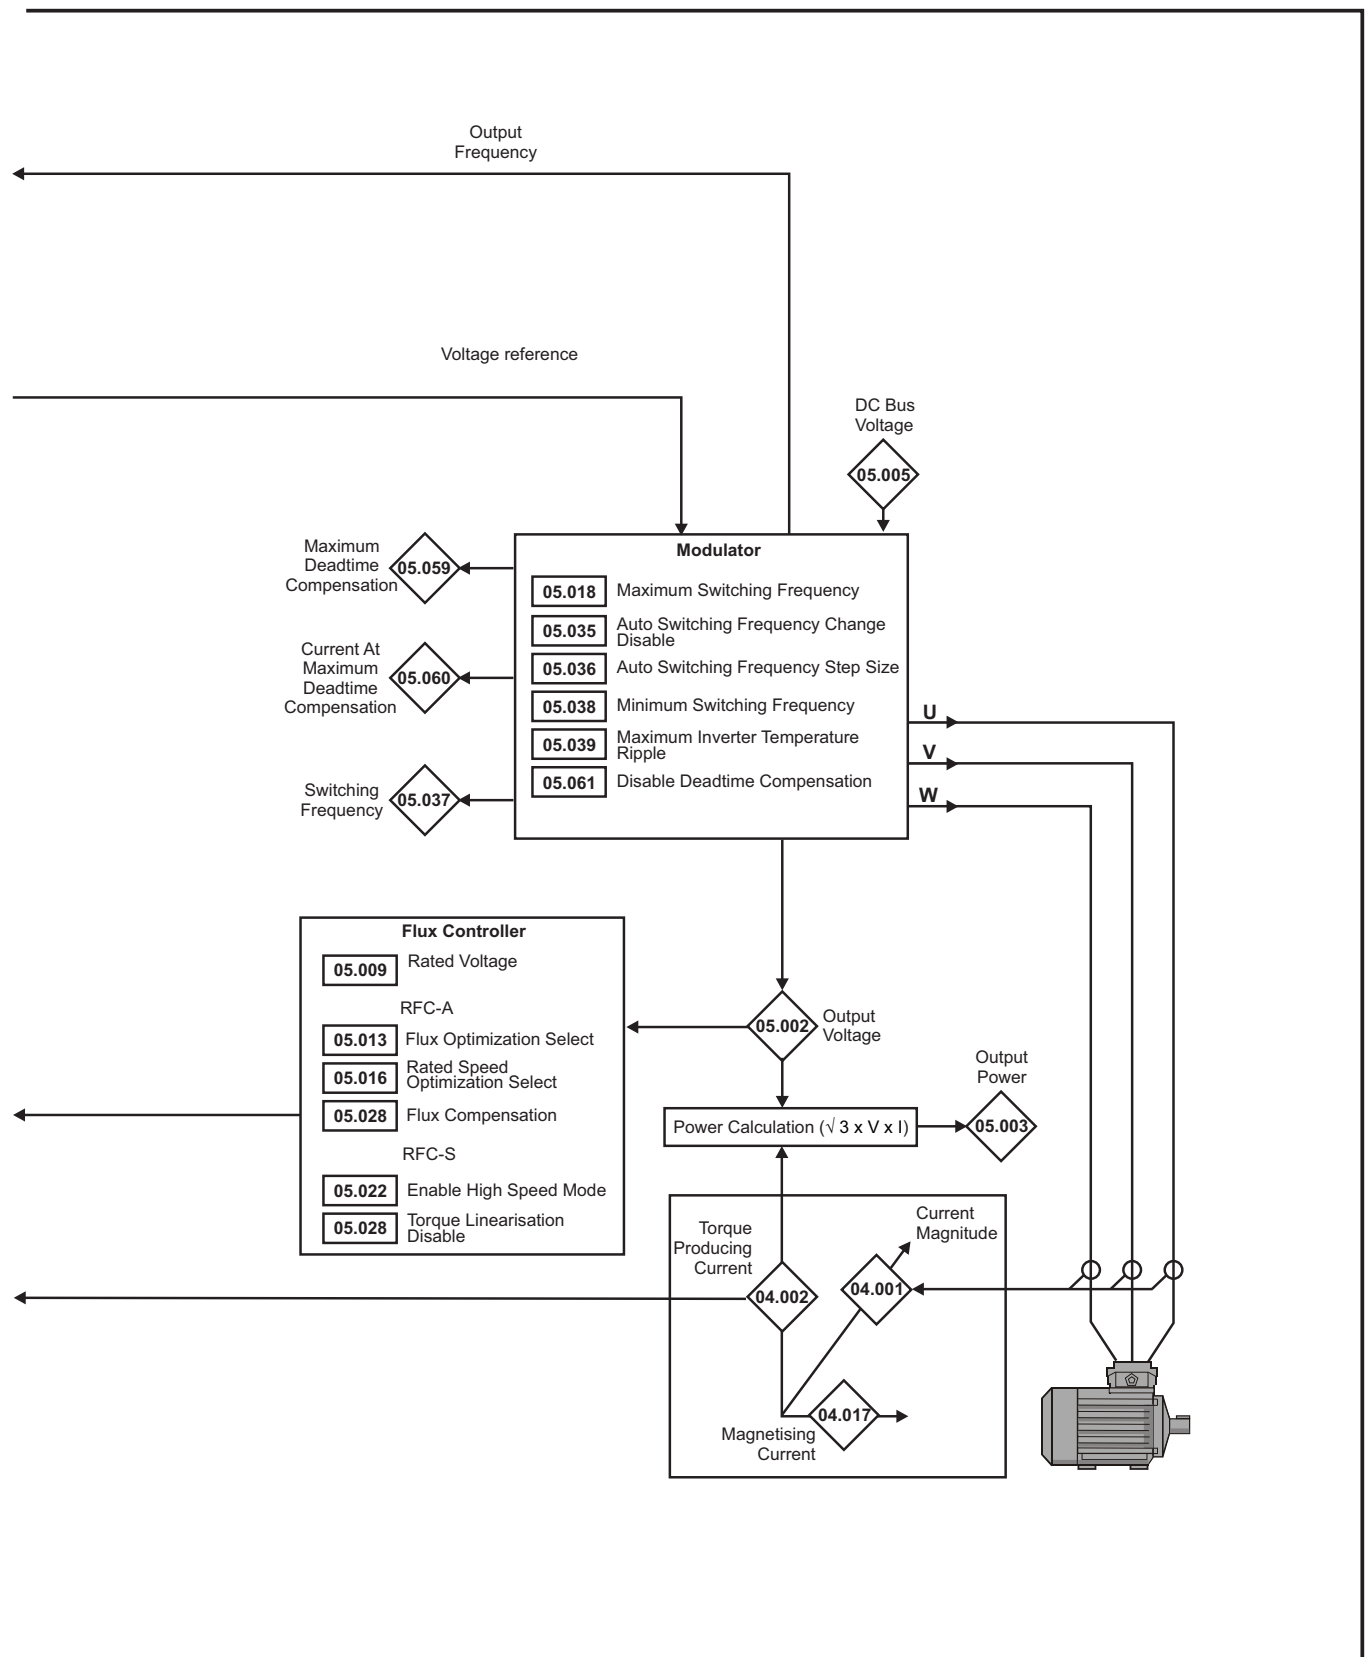 Output
Frequency
Voltage reference
DC Bus
Voltage
05.005
Maximum
Deadtime
Compensation
05.059
Current At
Maximum
Deadtime
Compensation
05.060
Switching
Frequency
05.037
Modulator
05.018 Maximum Switching Frequency
05.035 Auto Switching Frequency Change
Disable
05.036 Auto Switching Frequency Step Size
05.038 Minimum Switching Frequency
05.039 Maximum Inverter Temperature
Ripple
05.061 Disable Deadtime Compensation
U
V
W
Flux Controller
05.009 Rated Voltage
RFC-A
05.013 Flux Optimization Select
05.016 Rated Speed
Optimization Select
05.028 Flux Compensation
RFC-S
05.022 Enable High Speed Mode
05.028 Torque Linearisation
Disable
05.002 Output
Voltage
Output
Power
05.003
Power Calculation (√ 3 x V x I)
Torque
Producing
Current
04.002
Current
Magnitude
04.001
04.017
Magnetising
Current